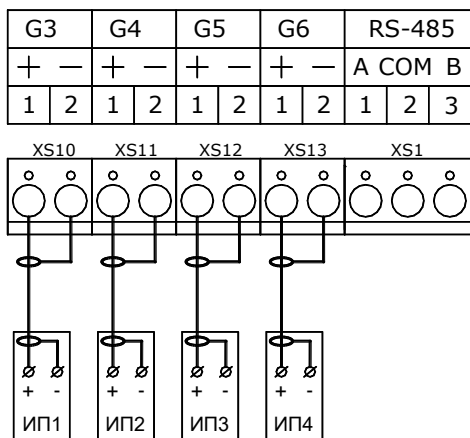 G3 G4 G5 G6 RS-485
+ — + — + — + — A COM B
1 2 1 2 1 2 1 2 1 2 3
XS10 XS11 XS12 XS13 XS1
+ - + - + - + -
ИП1 ИП2 ИП3 ИП4